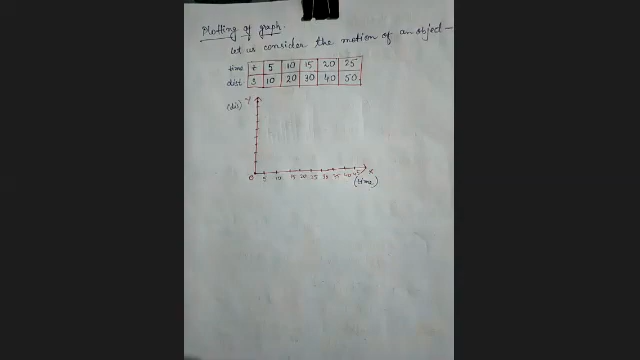 Plotting of graph.
Let us consider the motion of an object—
time t 5 10 15 20 25
dist S 10 20 30 40 50
(dis) Y
0 5 10 15 20 25 30 35 40 45 X
(time)